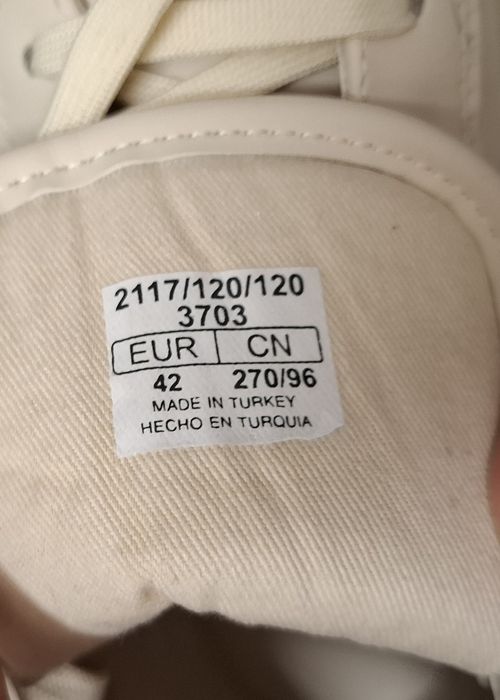 2117/120/120
3703
EUR CN
42 270/96
MADE IN TURKEY
HECHO EN TURQUIA